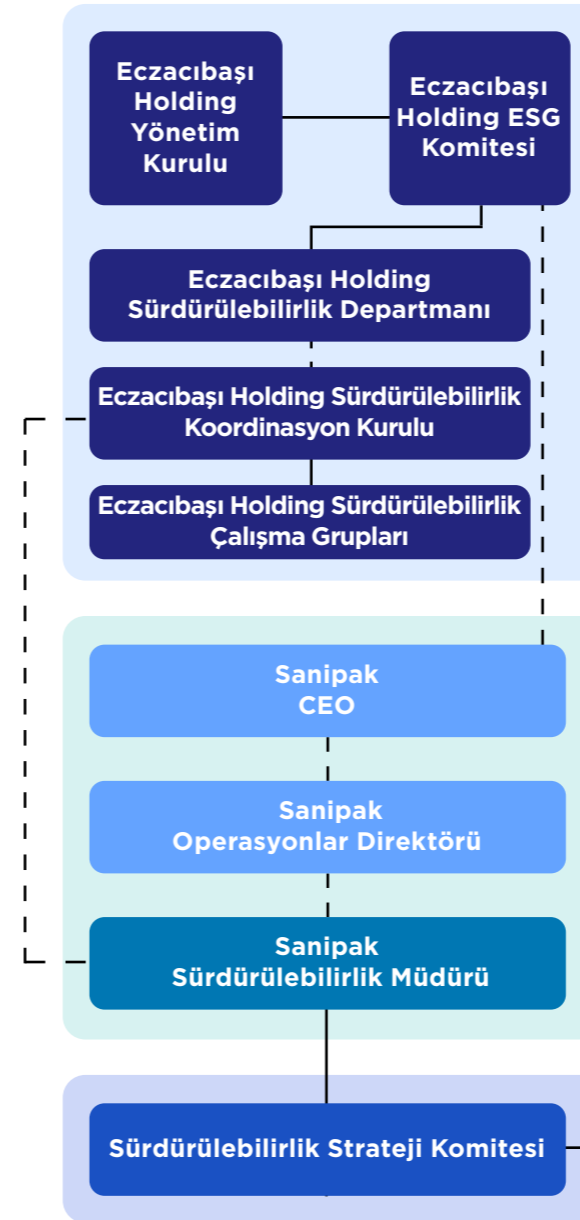 Eczacıbaşı
Holding
Yönetim
Kurulu
Eczacıbaşı
Holding ESG
Komitesi
Eczacıbaşı Holding
Sürdürülebilirlik Departmanı
Eczacıbaşı Holding Sürdürülebilirlik
Koordinasyon Kurulu
Eczacıbaşı Holding Sürdürülebilirlik
Çalışma Grupları
Sanipak
CEO
Sanipak
Operasyonlar Direktörü
Sanipak
Sürdürülebilirlik Müdürü
Sürdürülebilirlik Strateji Komitesi